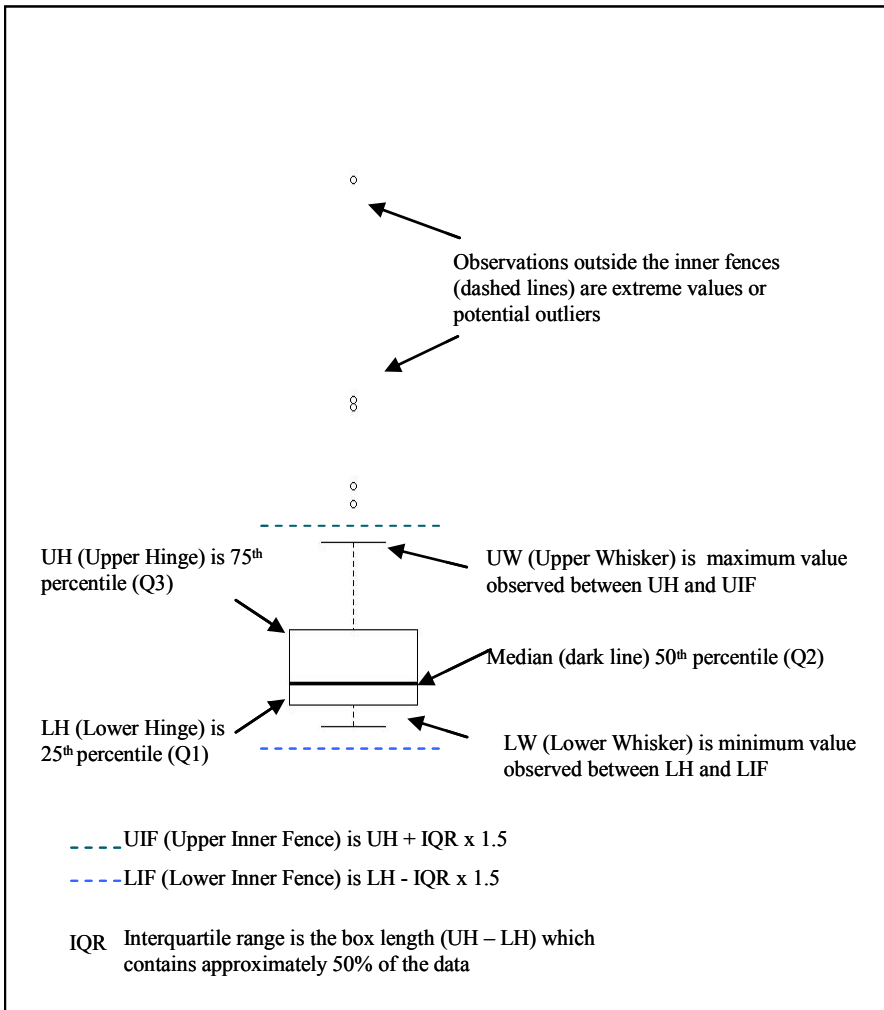 Observations outside the inner fences
(dashed lines) are extreme values or
potential outliers
UH (Upper Hinge) is 75th
percentile (Q3)
UW (Upper Whisker) is  maximum value
observed between UH and UIF
Median (dark line) 50th percentile (Q2)
LH (Lower Hinge) is
25th percentile (Q1)
LW (Lower Whisker) is minimum value
observed between LH and LIF
UIF (Upper Inner Fence) is UH + IQR x 1.5
LIF (Lower Inner Fence) is LH - IQR x 1.5
IQR Interquartile range is the box length (UH – LH) which
contains approximately 50% of the data